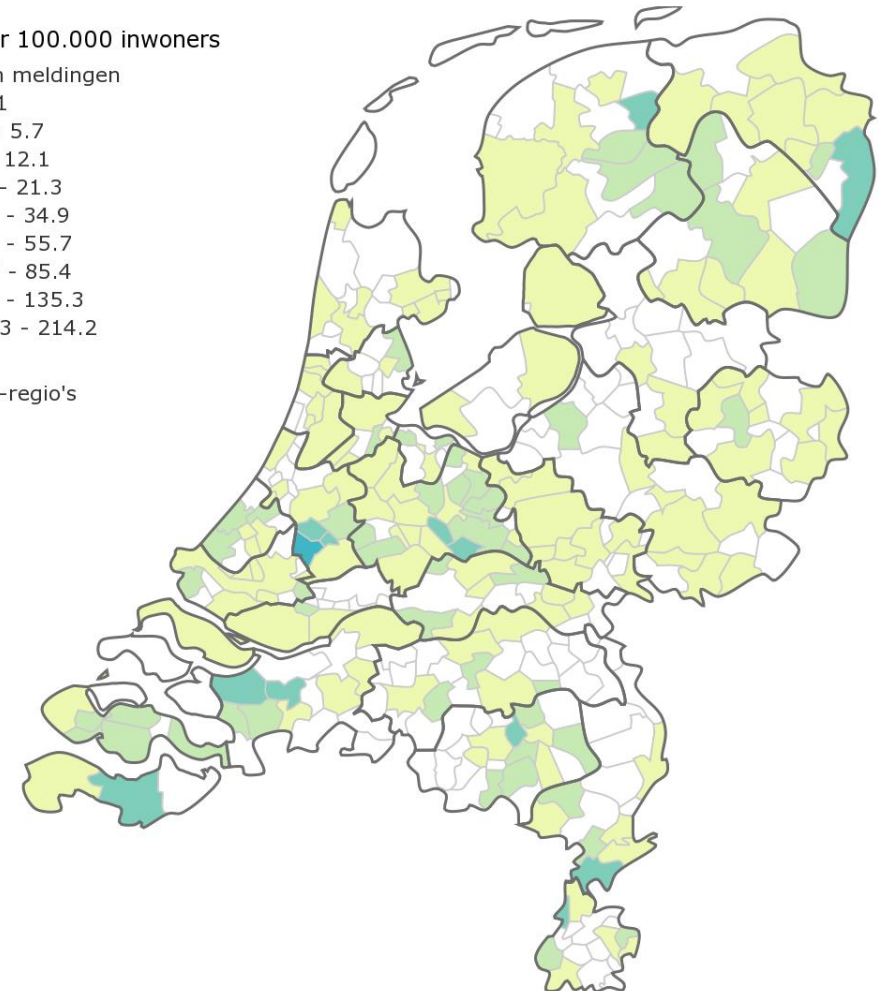 r 100.000 inwoners
n meldingen
1
5.7
12.1
- 21.3
- 34.9
- 55.7
- 85.4
- 135.3
3 - 214.2
-regio's